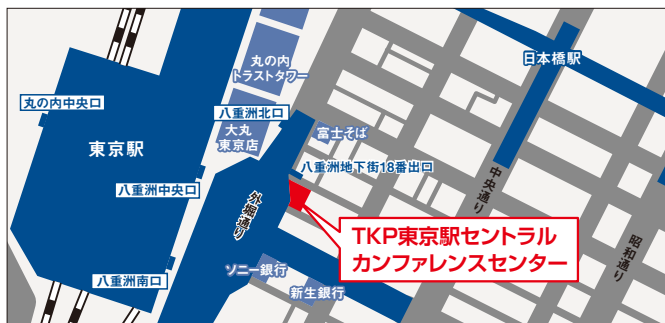 丸の内
トラストタワー
日本橋駅
丸の内中央口
八重洲北口
大丸
東京店
富士そば
東京駅
八重洲地下街18番出口
八重洲中央口
中央通り
外堀通り
TKP東京駅セントラル
カンファレンスセンター
昭和通り
八重洲南口
ソニー銀行
新生銀行